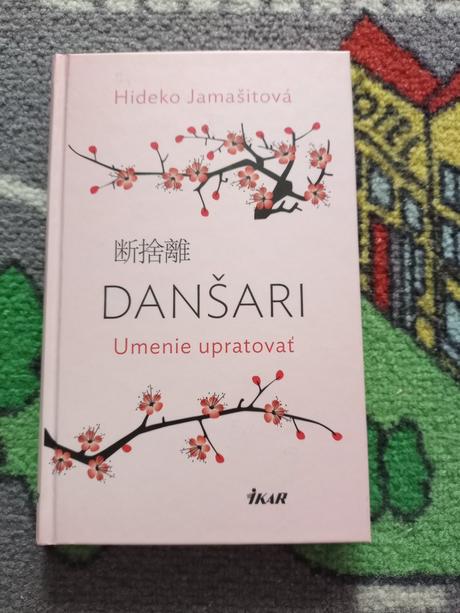 Hideko Jamašitová
断捨離
DANŠARI
Umenie upratovať
IKAR